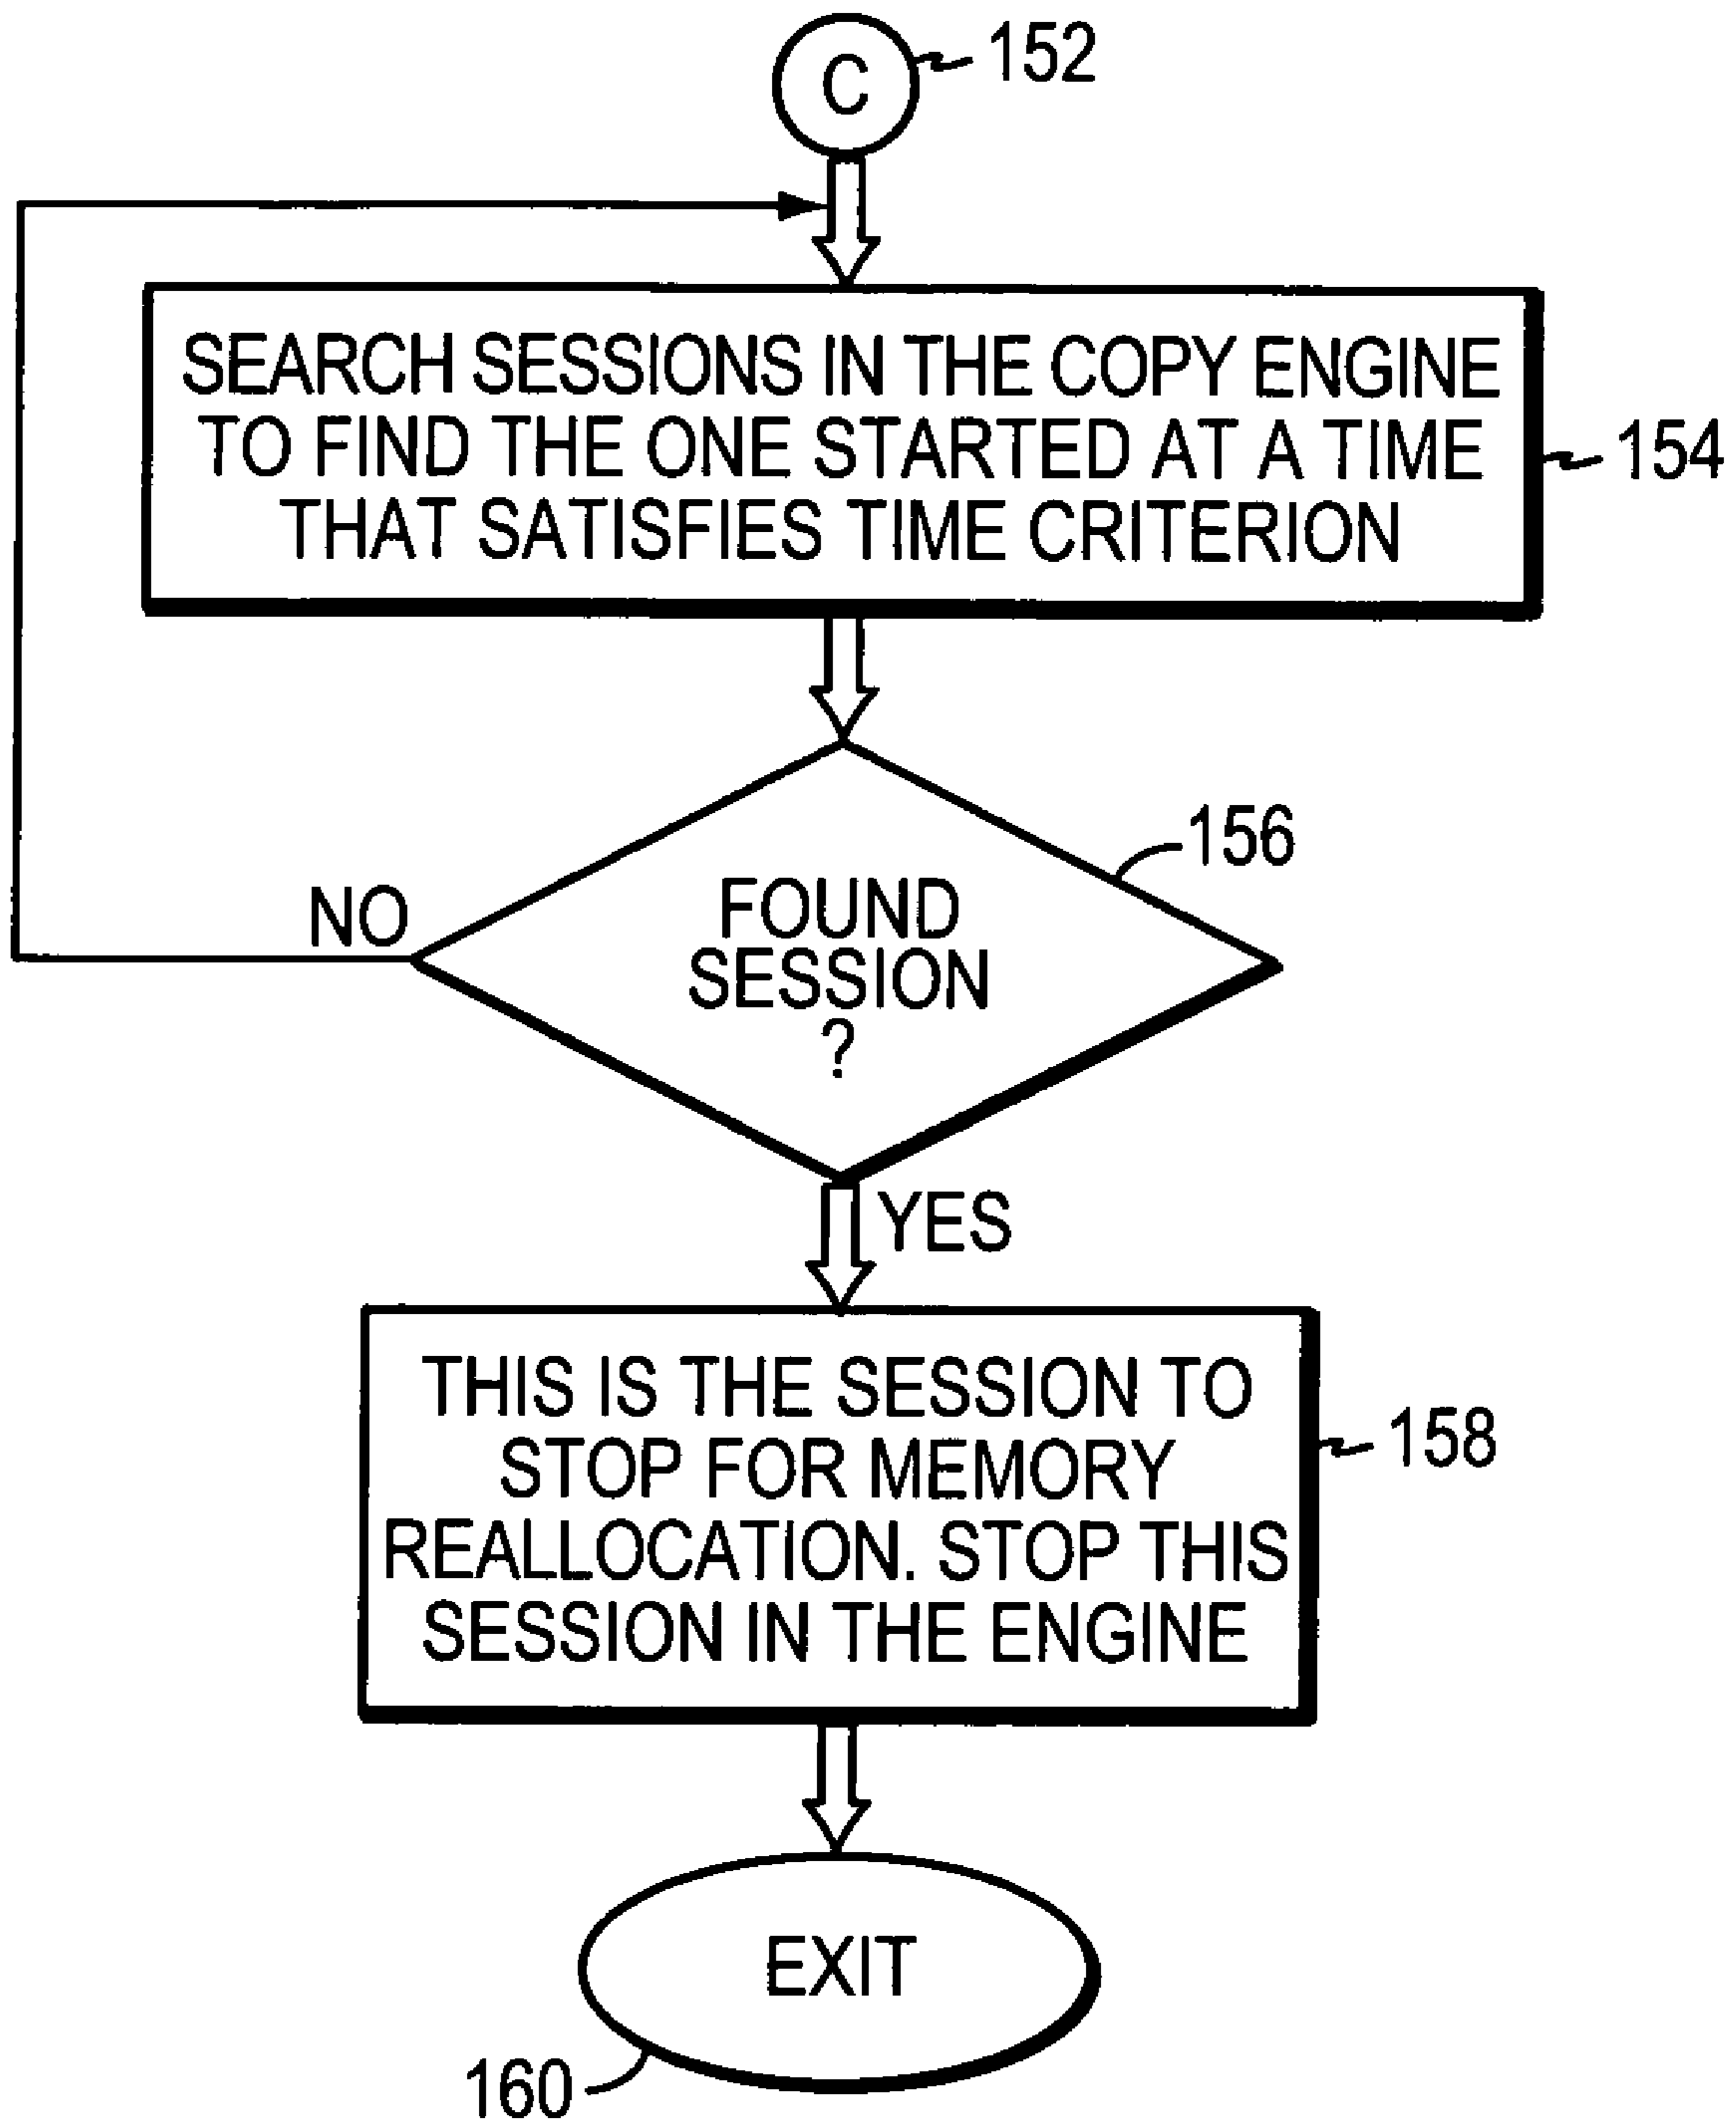 C
152
SEARCH SESSIONS IN THE COPY ENGINE
TO FIND THE ONE STARTED AT A TIME
THAT SATISFIES TIME CRITERION
154
156
FOUND
SESSION
?
NO
YES
THIS IS THE SESSION TO
STOP FOR MEMORY
REALLOCATION. STOP THIS
SESSION IN THE ENGINE
158
EXIT
160